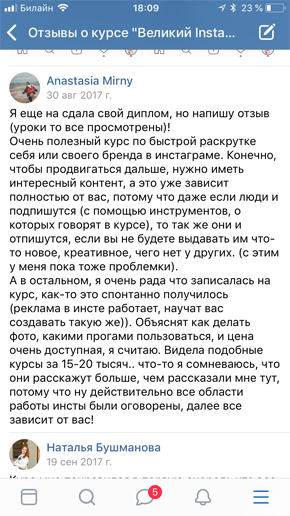 Билайн 18:09 23 %
Отзывы о курсе "Великий Insta...
Anastasia Mirny
30 авг 2017 г.
Я еще на сдала свой диплом, но напишу отзыв
(уроки то все просмотрены)!
Очень полезный курс по быстрой раскрутке
себя или своего бренда в инстаграме. Конечно,
чтобы продвигаться дальше, нужно иметь
интересный контент, а это уже зависит
полностью от вас, потому что даже если люди и
подпишутся (с помощью инструментов, о
которых говорят в курсе), то так же они и
отпишутся, если вы не будете выдавать им что-
то новое, креативное, чего нет у других. (с этим
у меня пока тоже проблемки).
А в остальном, я очень рада что записалась на
курс, как-то это спонтанно получилось
(реклама в инсте работает, научат вас
создавать такую же)). Объяснят как делать
фото, какими прогами пользоваться, и цена
очень доступная, я считаю. Видела подобные
курсы за 15-20 тысяч.. что-то я сомневаюсь, что
они расскажут больше, чем рассказали мне тут,
потому что ну действительно все области
работы инсты были оговорены, далее все
зависит от вас!
Наталья Бушманова
19 сен 2017 г.
5